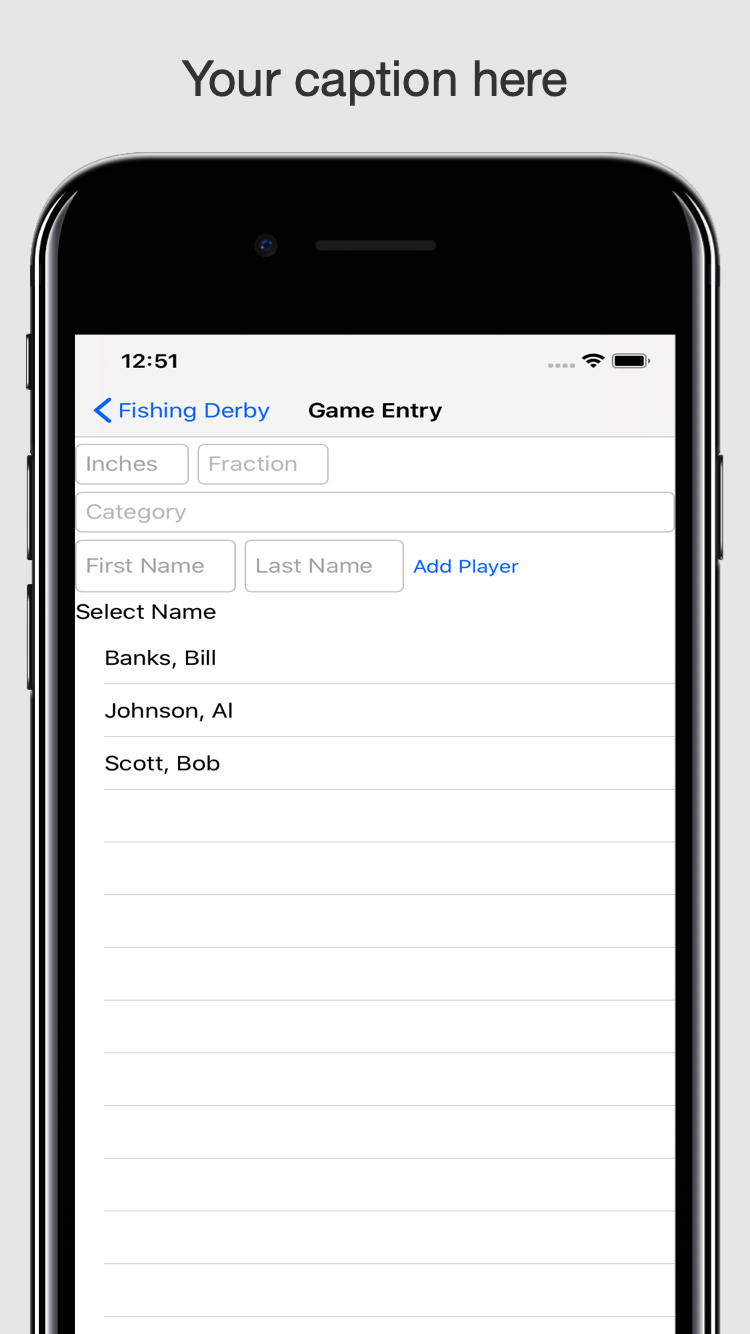 Your caption here
12:51
Fishing Derby Game Entry
Inches Fraction
Category
First Name Last Name Add Player
Select Name
Banks, Bill
Johnson, Al
Scott, Bob